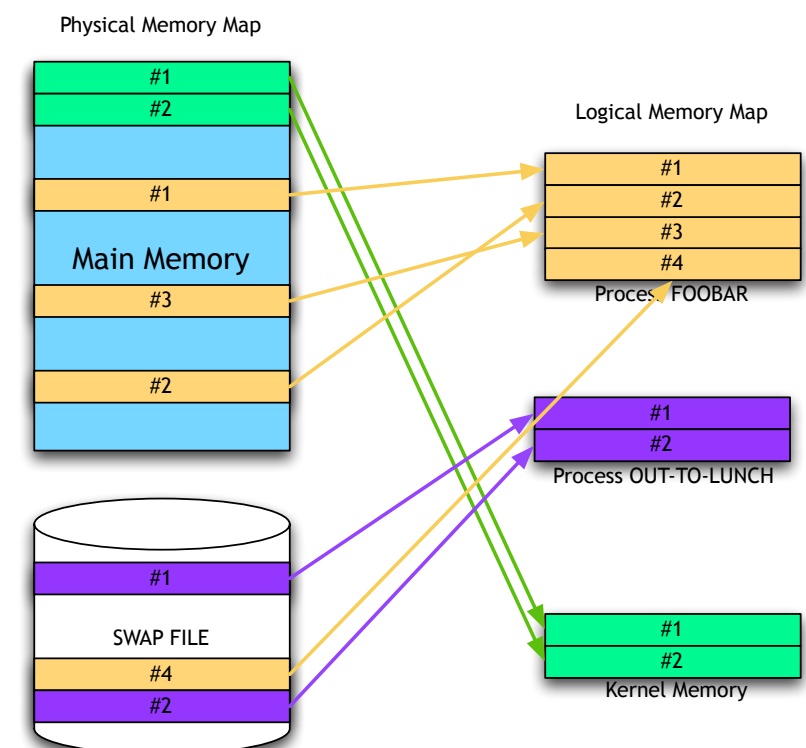 Physical Memory Map
#1
#2
#1
Main Memory
#3
#2
SWAP FILE
#1
#4
#2
Logical Memory Map
#1
#2
#3
#4
Process FOOBAR
#1
#2
Process OUT-TO-LUNCH
#1
#2
Kernel Memory